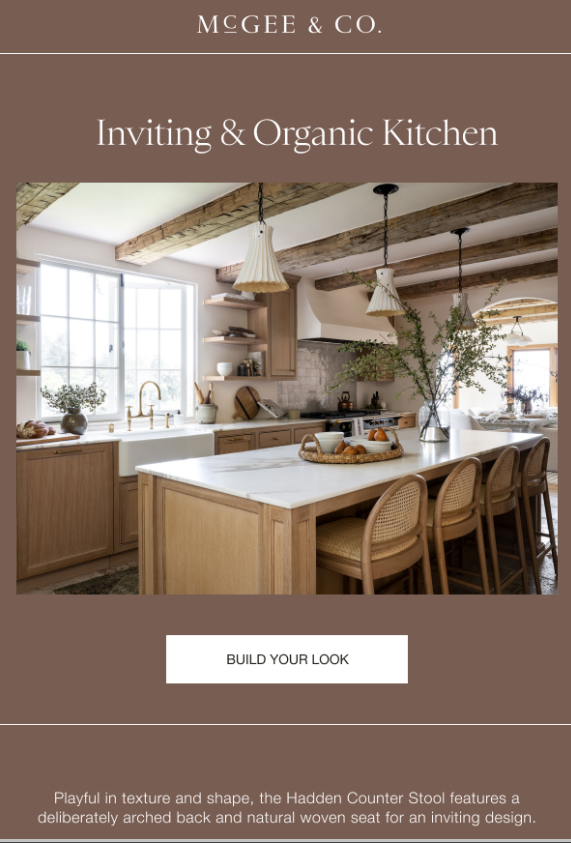 McGEE & CO.
Inviting & Organic Kitchen
BUILD YOUR LOOK
Playful in texture and shape, the Hadden Counter Stool features a
deliberately arched back and natural woven seat for an inviting design.